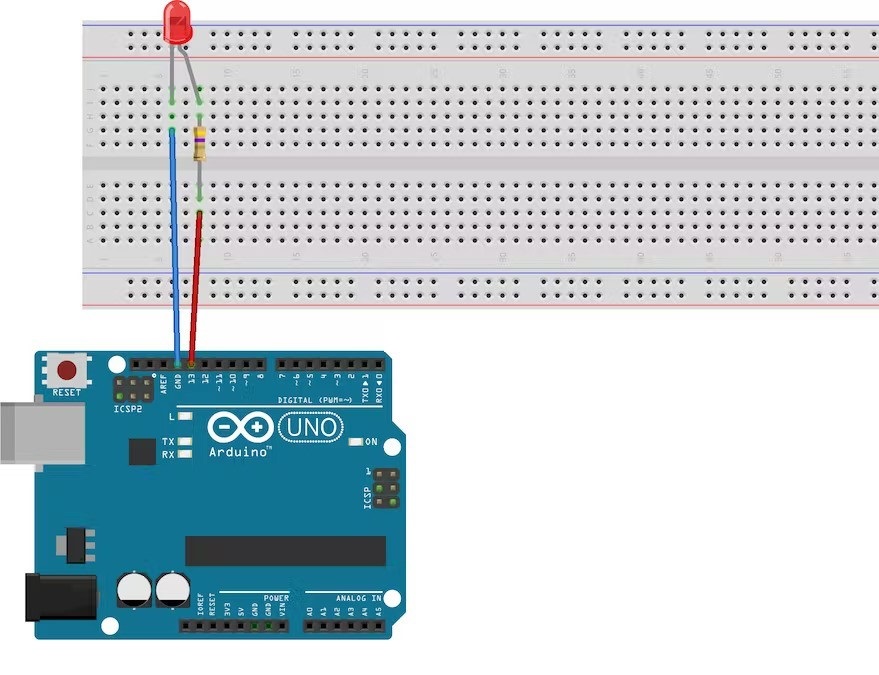 J
I
H
G
F
E
D
C
B
A
RESET
ICSP2
AREF
GND
13
12
~11
~10
~9
8
7
~6
~5
4
~3
2
TX0▶1
RX0◀0
DIGITAL (PWM=~)
L
TX
RX
UNO
Arduino™
ON
1
ICSP
IOREF
RESET
3V3
5V
GND
GND
VIN
POWER
A0
A1
A2
A3
A4
A5
ANALOG IN